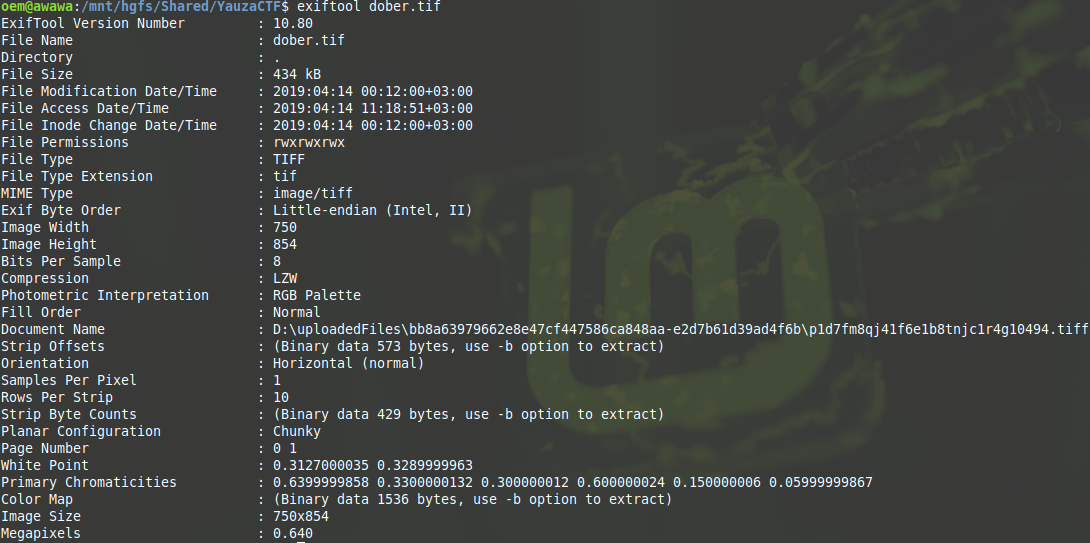 oem@awawa:/mnt/hgfs/Shared/YauzaCTF$ exiftool dober.tif
ExifTool Version Number         : 10.80
File Name                       : dober.tif
Directory                       : .
File Size                       : 434 kB
File Modification Date/Time     : 2019:04:14 00:12:00+03:00
File Access Date/Time           : 2019:04:14 11:18:51+03:00
File Inode Change Date/Time     : 2019:04:14 00:12:00+03:00
File Permissions                : rwxrwxrwx
File Type                       : TIFF
File Type Extension             : tif
MIME Type                       : image/tiff
Exif Byte Order                 : Little-endian (Intel, II)
Image Width                     : 750
Image Height                    : 854
Bits Per Sample                 : 8
Compression                     : LZW
Photometric Interpretation      : RGB Palette
Fill Order                      : Normal
Document Name                   : D:\uploadedFiles\bb8a63979662e8e47cf447586ca848aa-e2d7b61d39ad4f6b\p1d7fm8qj41f6e1b8tnjc1r4g10494.tiff
Strip Offsets                   : (Binary data 573 bytes, use -b option to extract)
Orientation                     : Horizontal (normal)
Samples Per Pixel               : 1
Rows Per Strip                  : 10
Strip Byte Counts               : (Binary data 429 bytes, use -b option to extract)
Planar Configuration            : Chunky
Page Number                     : 0 1
White Point                     : 0.3127000035 0.3289999963
Primary Chromaticities          : 0.6399999858 0.3300000132 0.300000012 0.600000024 0.150000006 0.05999999867
Color Map                       : (Binary data 1536 bytes, use -b option to extract)
Image Size                      : 750x854
Megapixels                      : 0.640